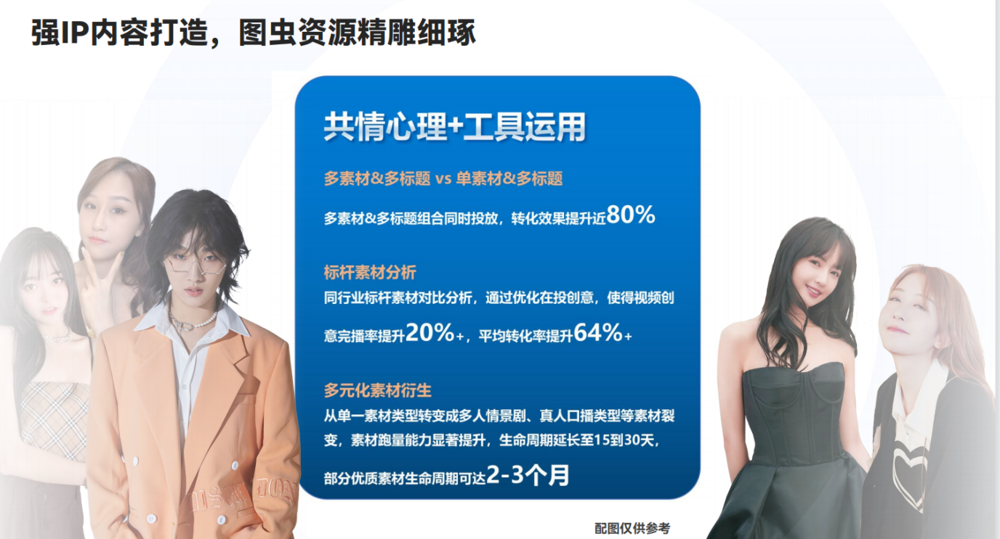 强IP内容打造，图虫资源精雕细琢
共情心理+工具运用
多素材&多标题 vs 单素材&多标题
多素材&多标题组合同时投放，转化效果提升近80%
标杆素材分析
同行业标杆素材对比分析，通过优化在投创意，使得视频创
意完播率提升20%+，平均转化率提升64%+
多元化素材衍生
从单一素材类型转变成多人情景剧、真人口播类型等素材裂
变，素材跑量能力显著提升，生命周期延长至15到30天，
部分优质素材生命周期可达2-3个月
配图仅供参考